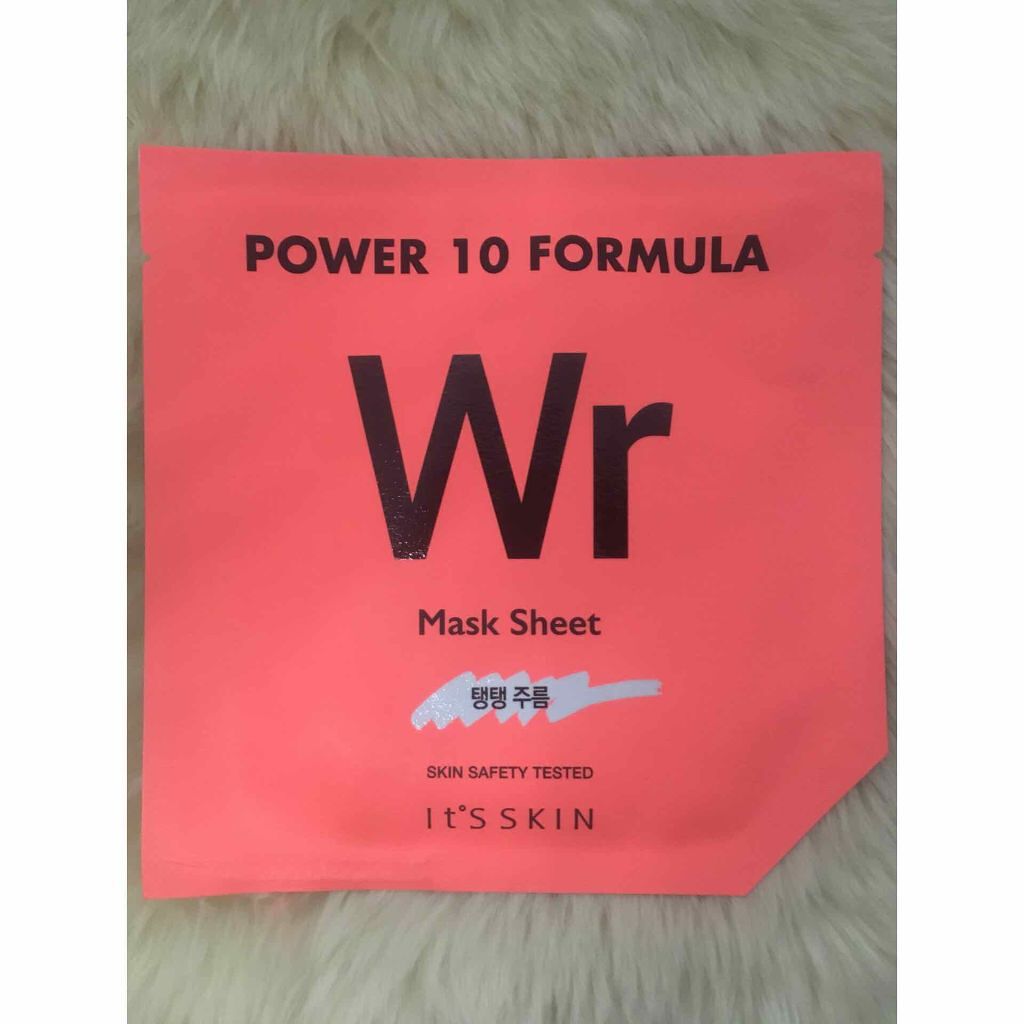 POWER 10 FORMULA
Wr
Mask Sheet
탱탱 주름
SKIN SAFETY TESTED
It°S SKIN